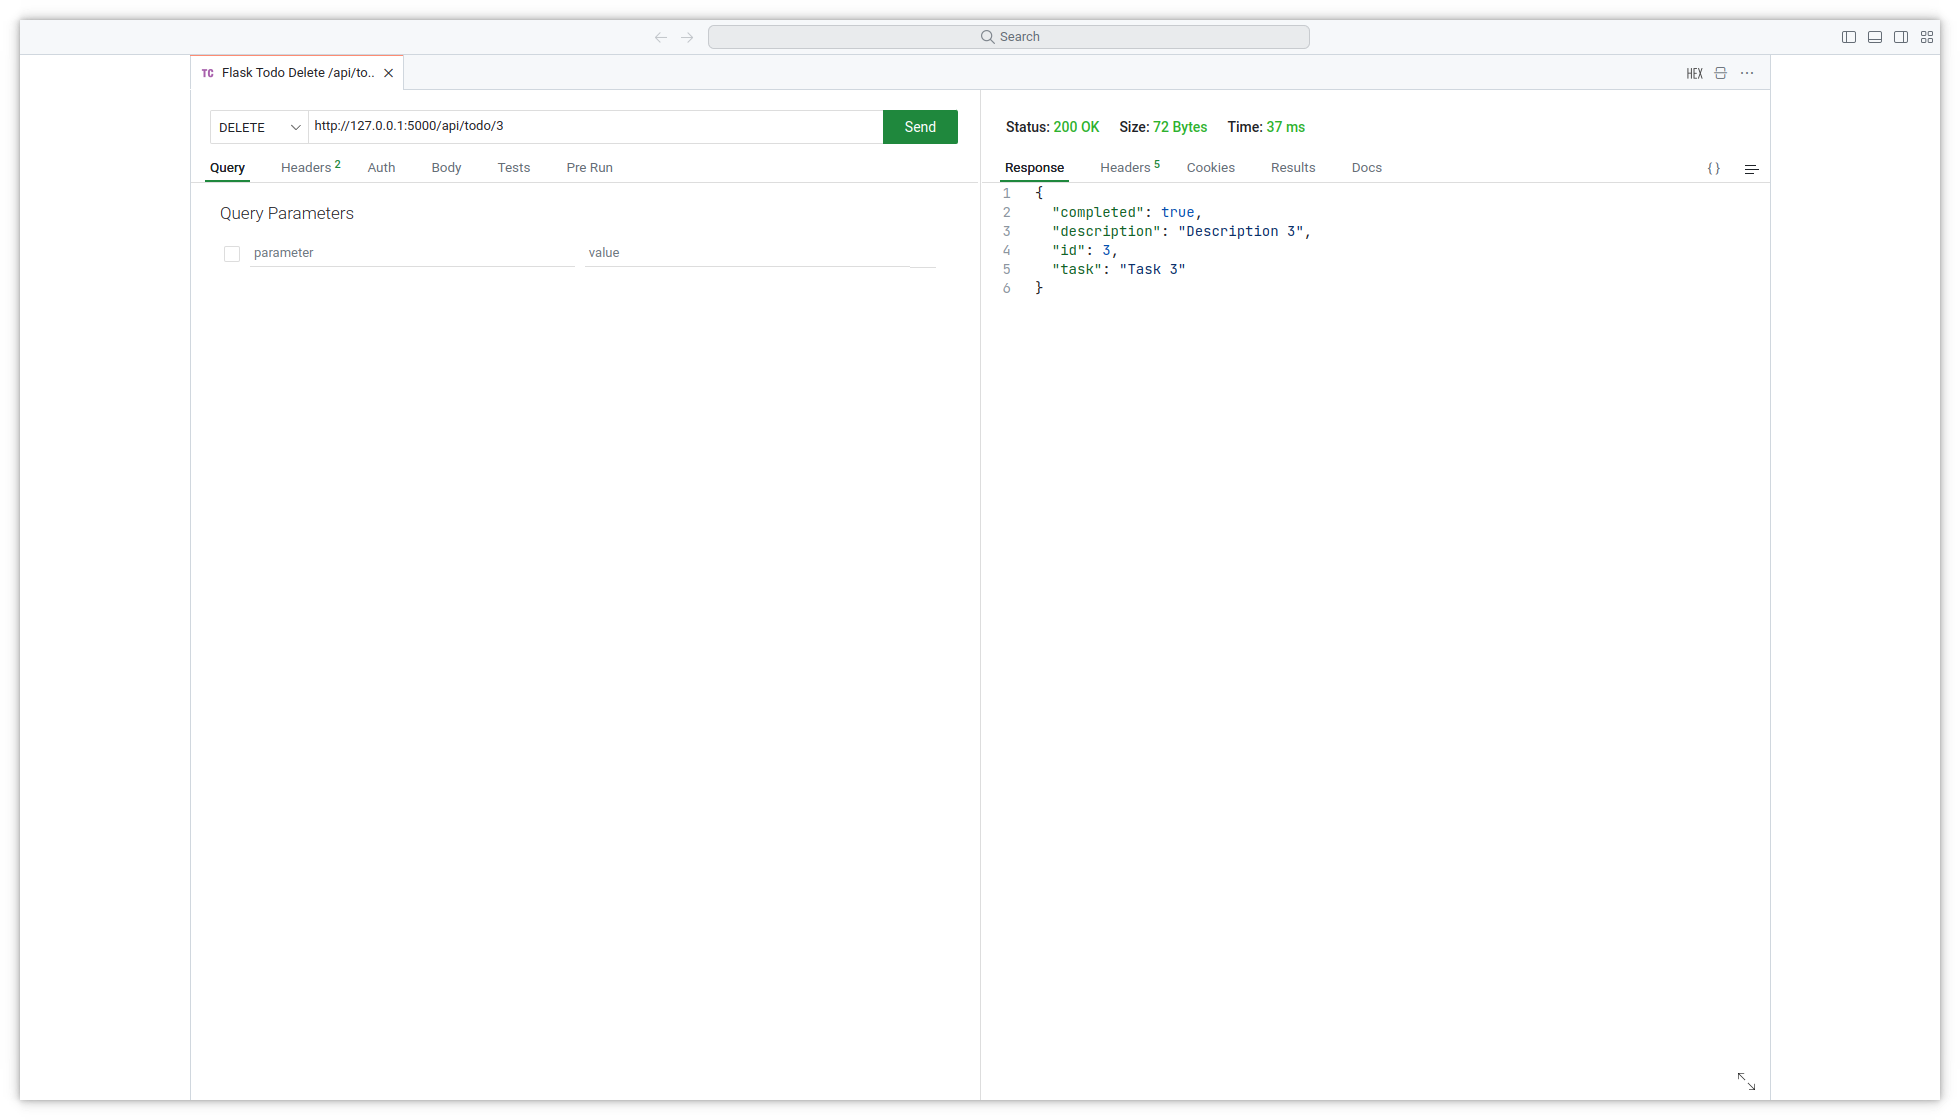 Search
TC Flask Todo Delete /api/to.. HEX
DELETE http://127.0.0.1:5000/api/todo/3 Send
Query Headers 2 Auth Body Tests Pre Run
Query Parameters
parameter value
Status: 200 OK Size: 72 Bytes Time: 37 ms
Response Headers 5 Cookies Results Docs {}
1 {
2 "completed": true,
3 "description": "Description 3",
4 "id": 3,
5 "task": "Task 3"
6 }